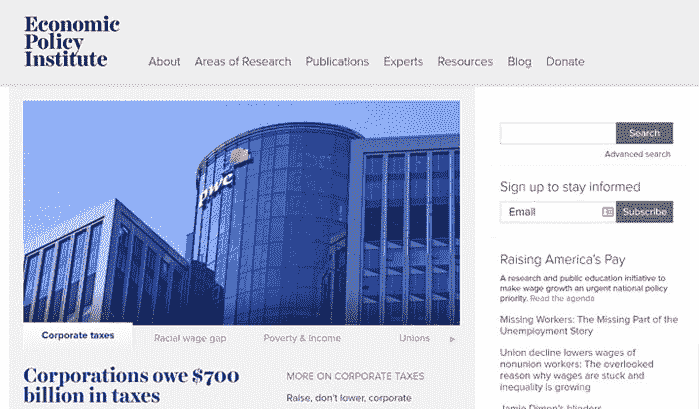 Economic
Policy
Institute
About Areas of Research Publications Experts Resources Blog Donate
pwc
Corporate taxes Racial wage gap Poverty & Income Unions
Corporations owe $700
billion in taxes
MORE ON CORPORATE TAXES
Raise, don't lower, corporate
Search
Advanced search
Sign up to stay informed
Email Subscribe
Raising America's Pay
A research and public education initiative to
make wage growth an urgent national policy
priority. Read the agenda
Missing Workers: The Missing Part of the
Unemployment Story
Union decline lowers wages of
nonunion workers: The overlooked
reason why wages are stuck and
inequality is growing
Jamie Dimon's blinders